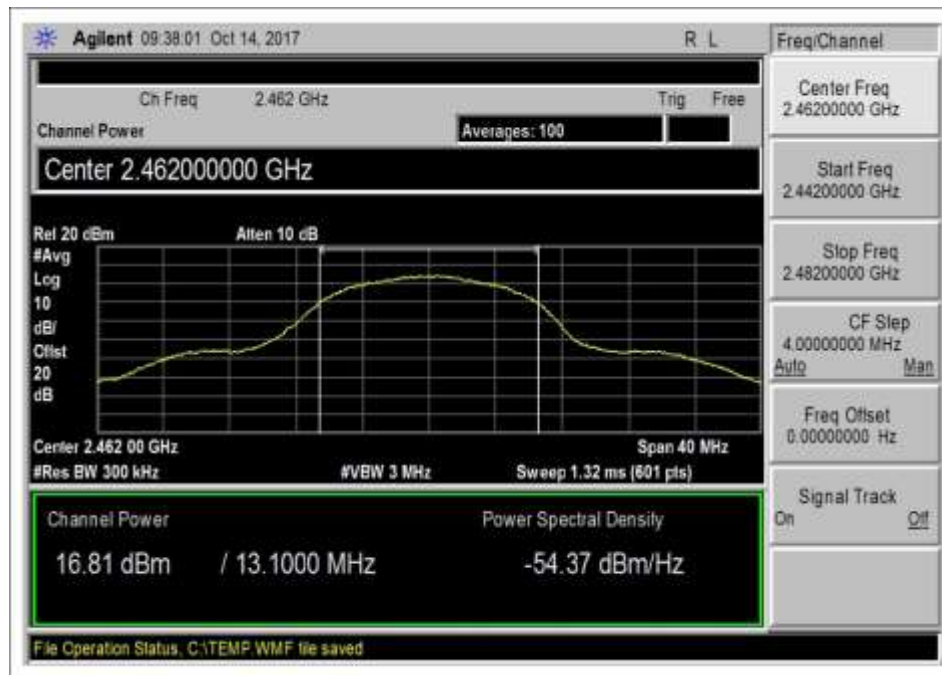 Agilent 09:38:01 Oct 14, 2017 R L
Freq/Channel
Ch Freq 2.462 GHz Trig Free
Channel Power Averages: 100
Center 2.462000000 GHz
Ref 20 dBm Atten 10 dB
#Avg
Log
10
dB/
Offst
20
dB
Center 2.462 00 GHz Span 40 MHz
#Res BW 300 kHz #VBW 3 MHz Sweep 1.32 ms (601 pts)
Channel Power Power Spectral Density
16.81 dBm / 13.1000 MHz -54.37 dBm/Hz
File Operation Status, C:\TEMP.WMF file saved
Center Freq
2.46200000 GHz
Start Freq
2.44200000 GHz
Stop Freq
2.48200000 GHz
CF Step
4.00000000 MHz
Auto Man
Freq Offset
0.00000000 Hz
Signal Track
On Off